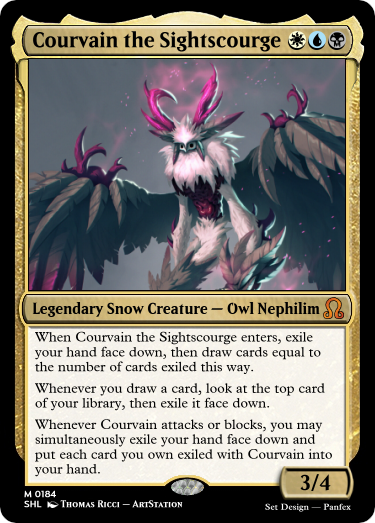 Courvain the Sightscourge
Legendary Snow Creature — Owl Nephilim
When Courvain the Sightscourge enters, exile
your hand face down, then draw cards equal to
the number of cards exiled this way.
Whenever you draw a card, look at the top card
of your library, then exile it face down.
Whenever Courvain attacks or blocks, you may
simultaneously exile your hand face down and
put each card you own exiled with Courvain into
your hand.
3/4
M 0184
SHL Thomas Ricci — ArtStation
Set Design — Panfex